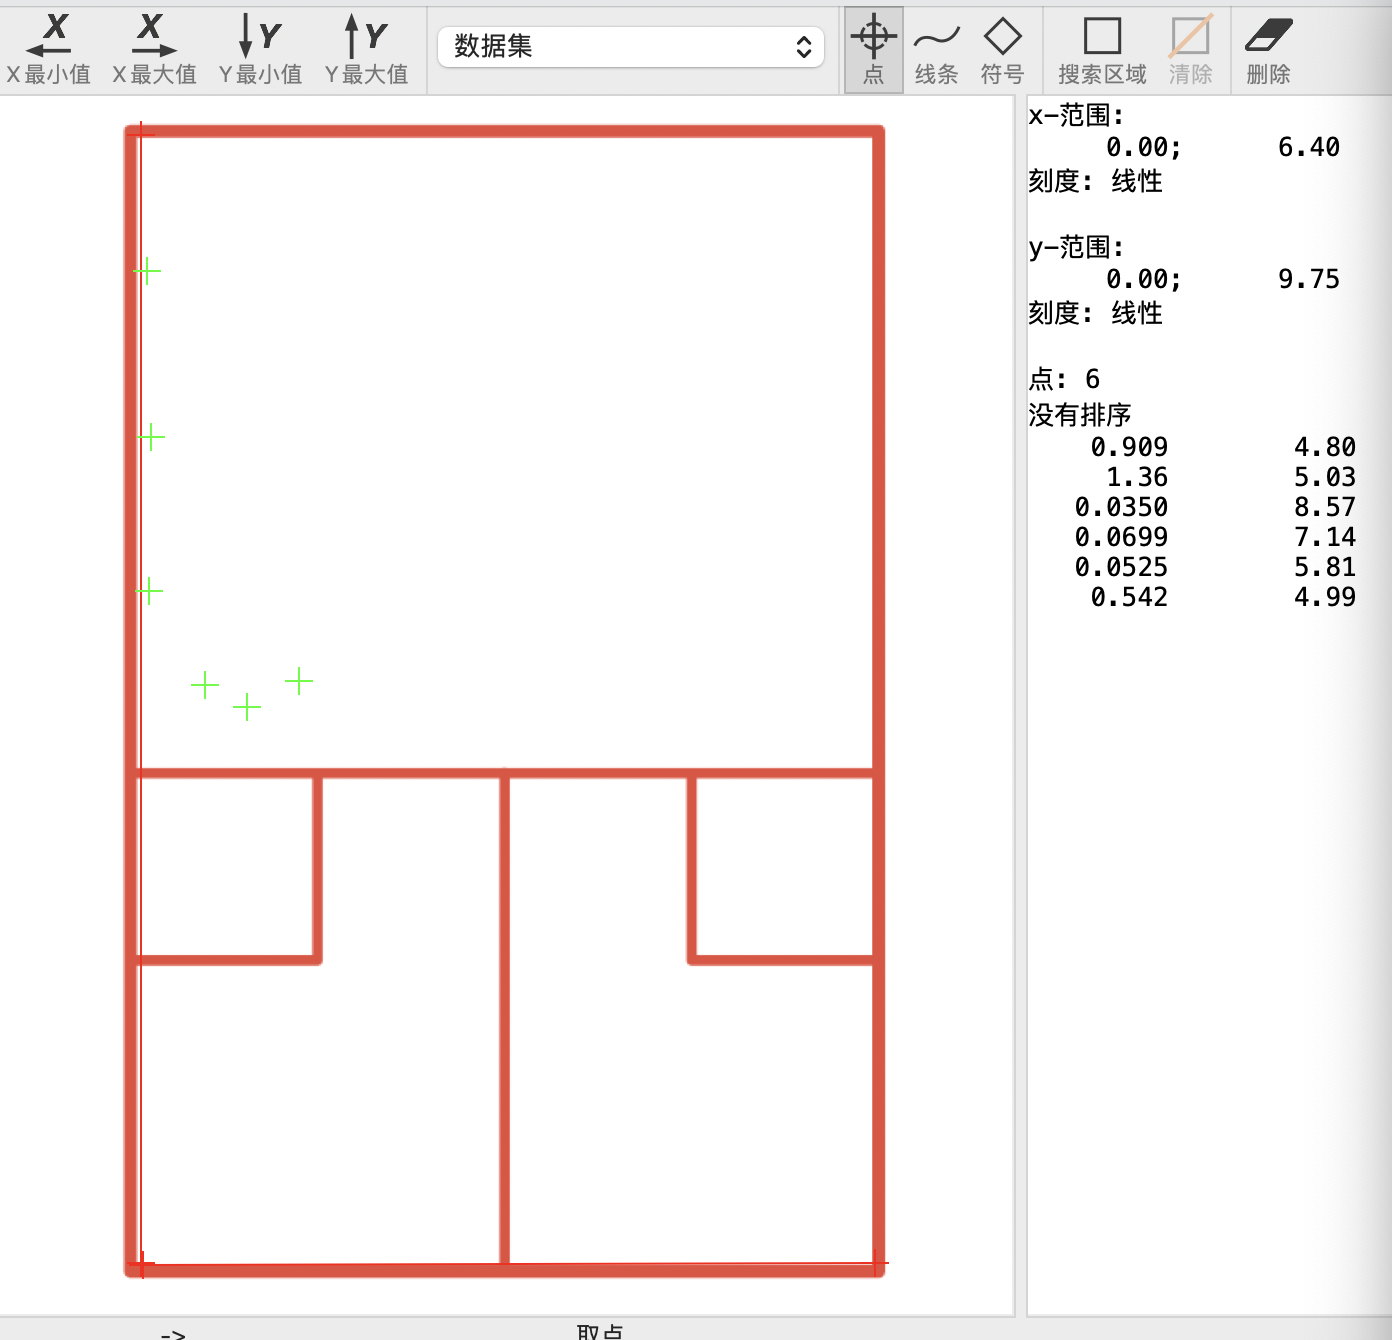 X X Y Y
X最小值 X最大值 Y最小值 Y最大值 数据集 点 线条 符号 搜索区域 清除 删除
x-范围:
0.00; 6.40
刻度: 线性
y-范围:
0.00; 9.75
刻度: 线性
点: 6
没有排序
0.909 4.80
1.36 5.03
0.0350 8.57
0.0699 7.14
0.0525 5.81
0.542 4.99
-> 取点